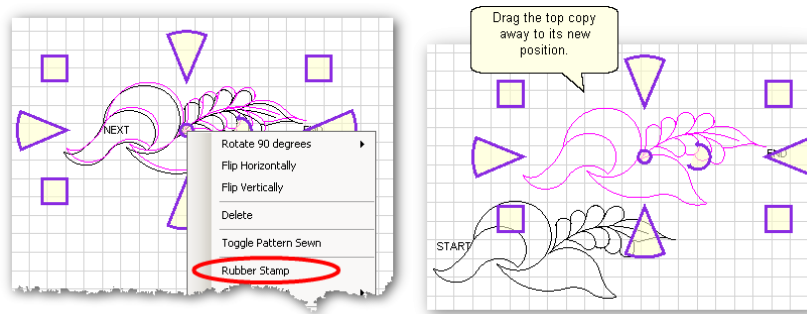 NEXT
Rotate 90 degrees
Flip Horizontally
Flip Vertically
Delete
Toggle Pattern Sewn
Rubber Stamp
Drag the top copy
away to its new
position.
END
START